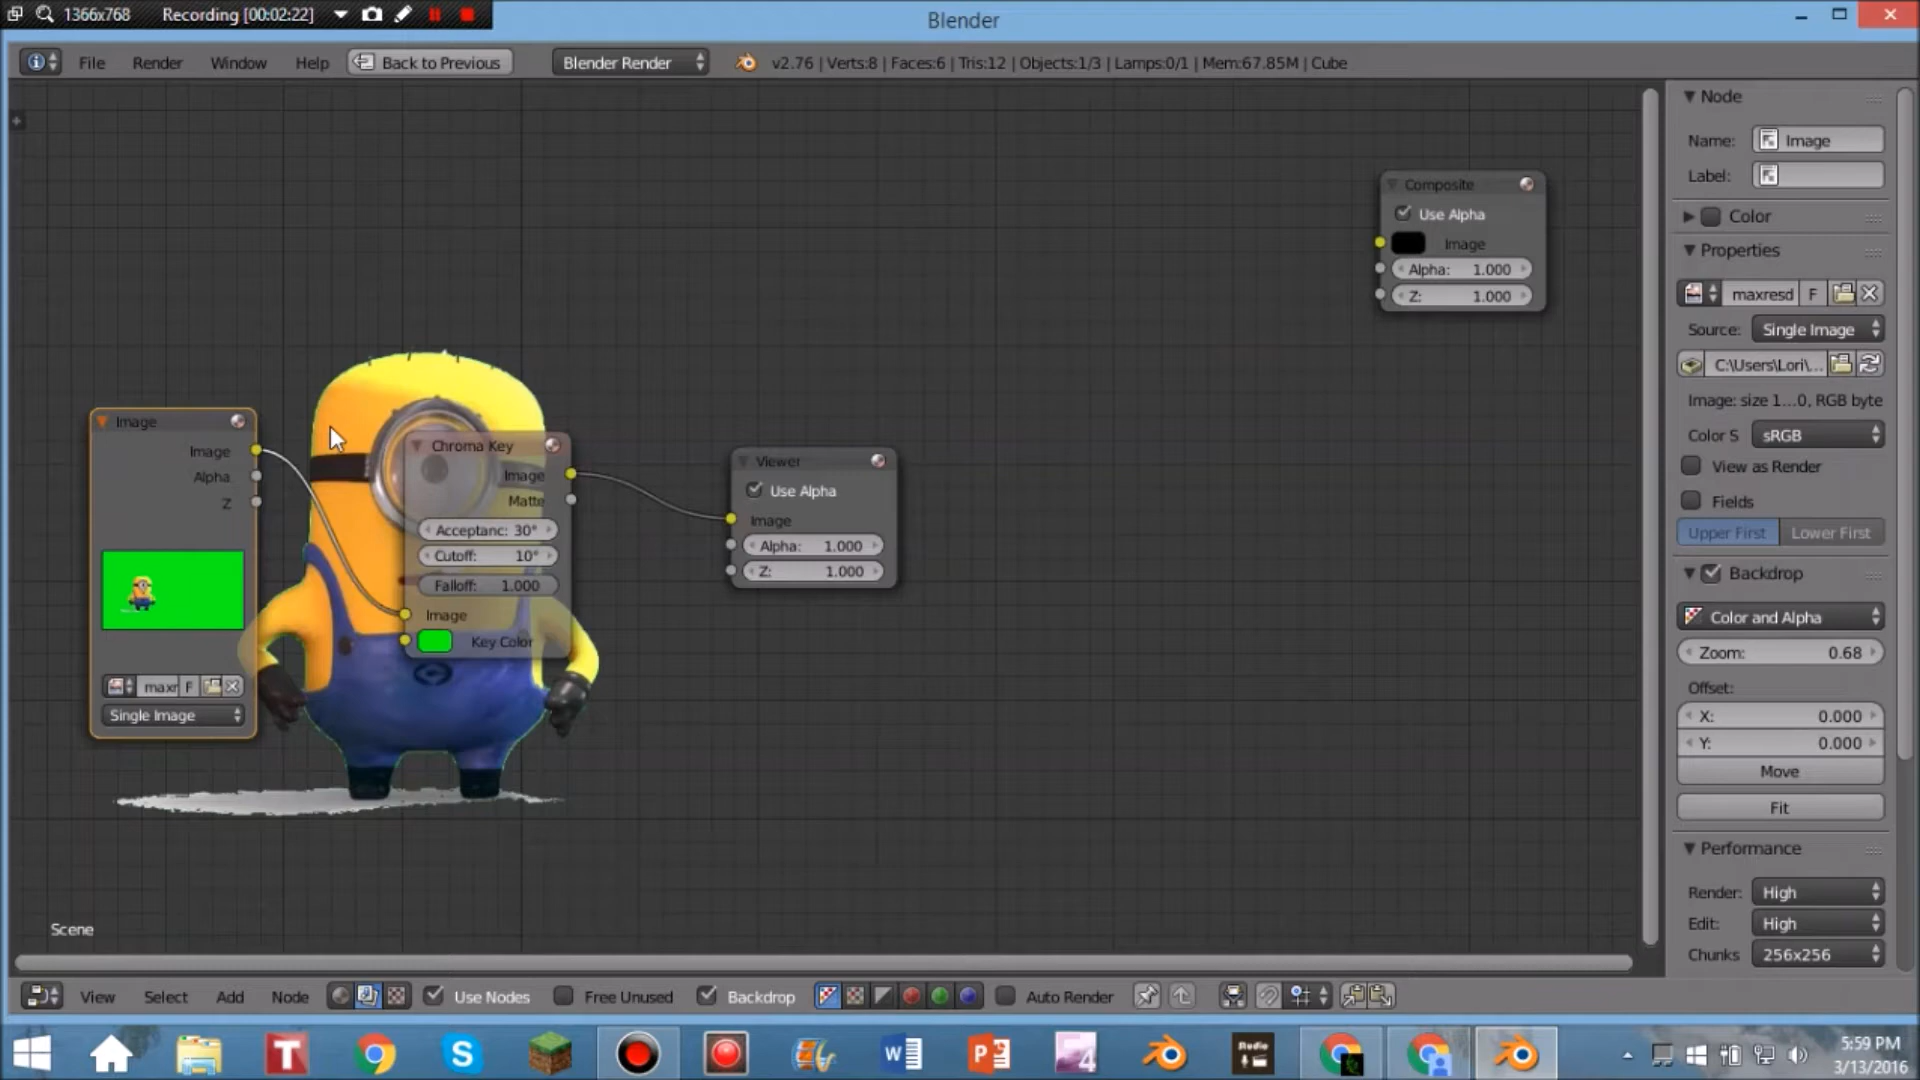 1366x768 Recording [00:02:22]
Blender
File Render Window Help Back to Previous Blender Render v2.76 | Verts:8 | Faces:6 | Tris:12 | Objects:1/3 | Lamps:0/1 | Mem:67.85M | Cube
Composite
Use Alpha
Image
Alpha: 1.000
Z: 1.000
Image
Image
Alpha
Z
maxr F
Single Image
Chroma Key
Image
Matte
Acceptanc: 30°
Cutoff: 10°
Falloff: 1.000
Image
Key Color
Viewer
Use Alpha
Image
Alpha: 1.000
Z: 1.000
Scene
Node
Name: Image
Label:
Color
Properties
maxresd F
Source: Single Image
C:\Users\Lori\...
Image: size 1...0, RGB byte
Color S sRGB
View as Render
Fields
Upper First Lower First
Backdrop
Color and Alpha
Zoom: 0.68
Offset:
X: 0.000
Y: 0.000
Move
Fit
Performance
Render: High
Edit: High
Chunks 256x256
View Select Add Node Use Nodes Free Unused Backdrop Auto Render
5:59 PM
3/13/2016